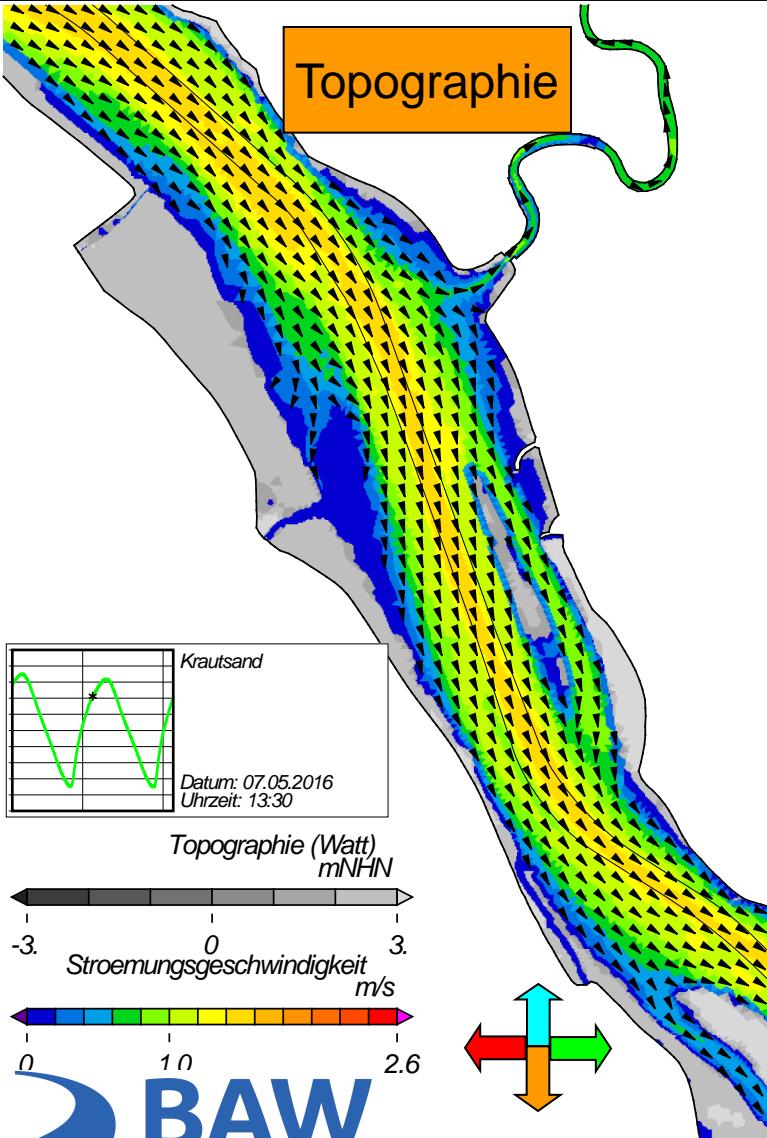 Topographie
Krautsand
Datum: 07.05.2016
Uhrzeit: 13:30
Topographie (Watt)
mNHN
-3. 0 3.
Stroemungsgeschwindigkeit
m/s
0 1.0 2.6
BAW